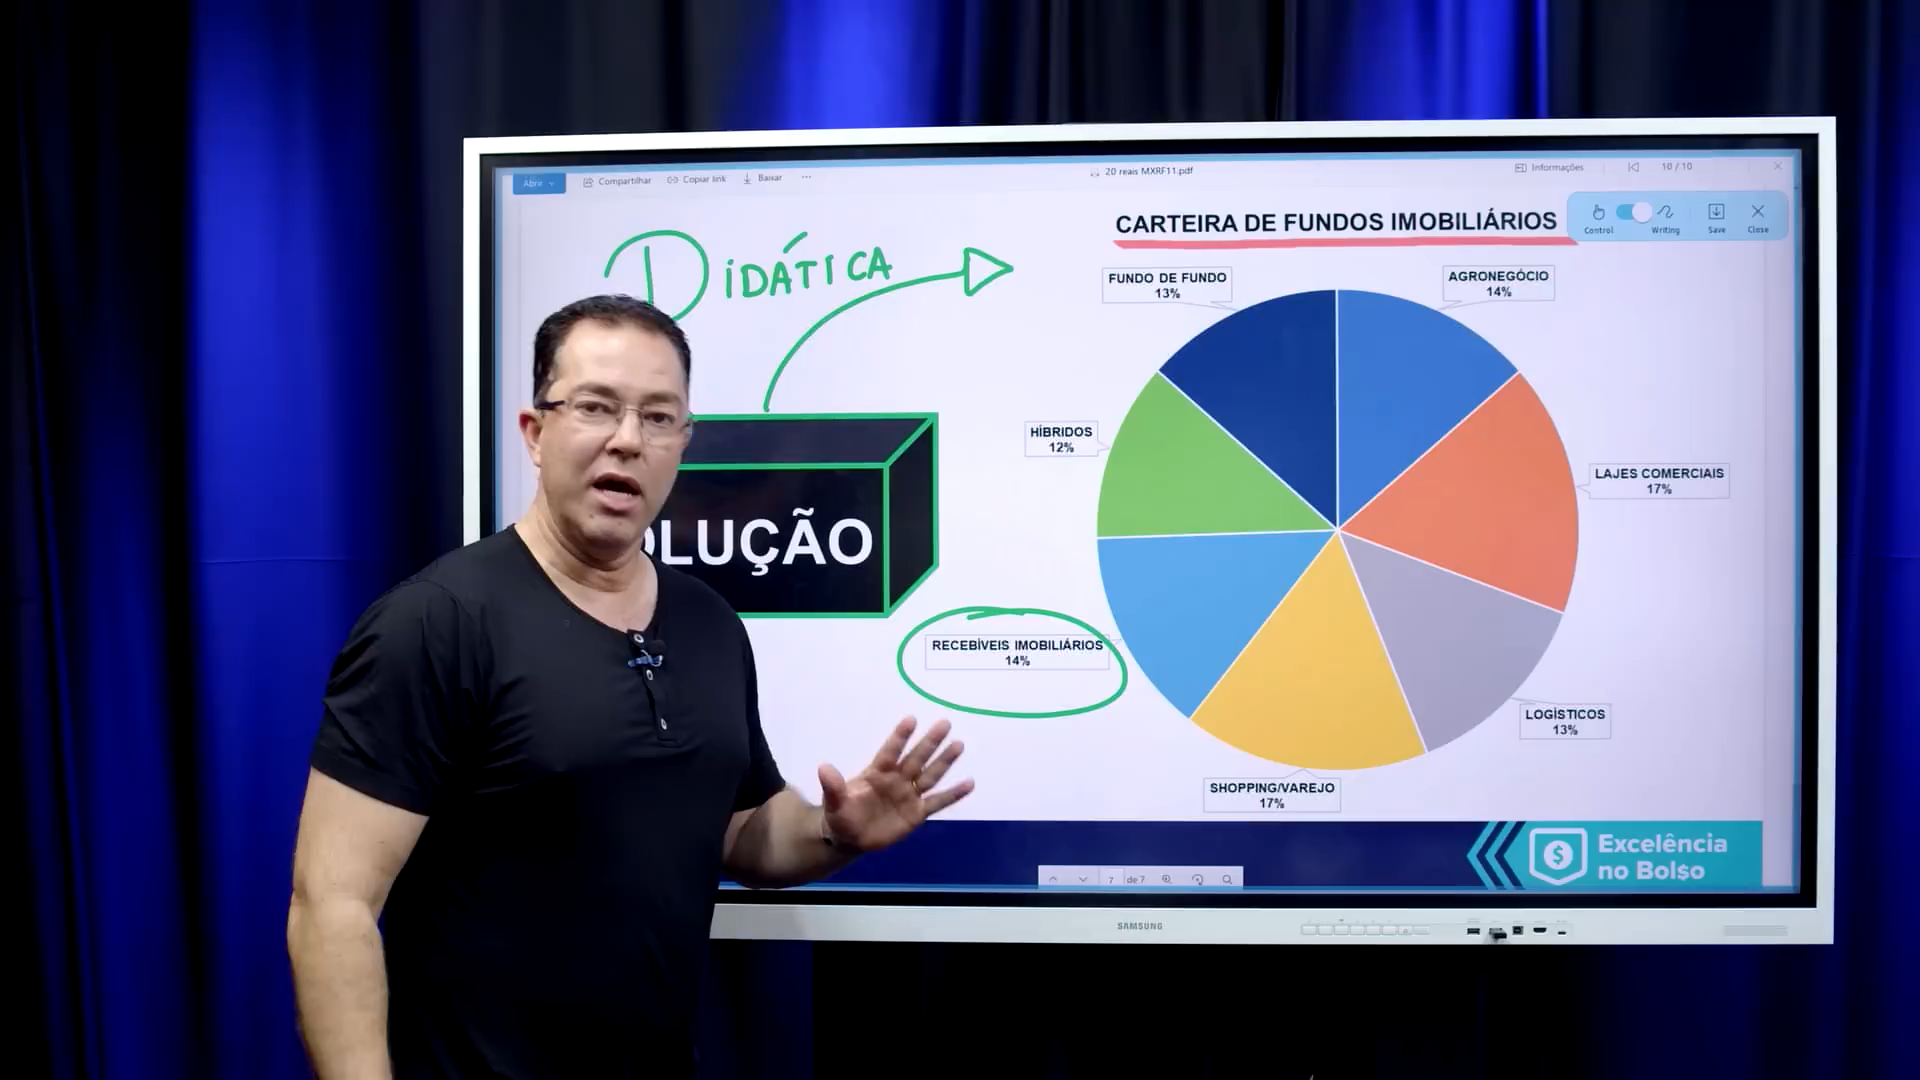 Abrir
Compartilhar
Copiar link
Baixar
20 reais MXRF11.pdf
Informações
10 / 10
Control
Writing
Save
Close
DIDÁTICA
CARTEIRA DE FUNDOS IMOBILIÁRIOS
FUNDO DE FUNDO
13%
AGRONEGÓCIO
14%
HÍBRIDOS
12%
LAJES COMERCIAIS
17%
OLUÇÃO
RECEBÍVEIS IMOBILIÁRIOS
14%
LOGÍSTICOS
13%
SHOPPING/VAREJO
17%
Excelência
no Bol$o
7 de 7
SAMSUNG